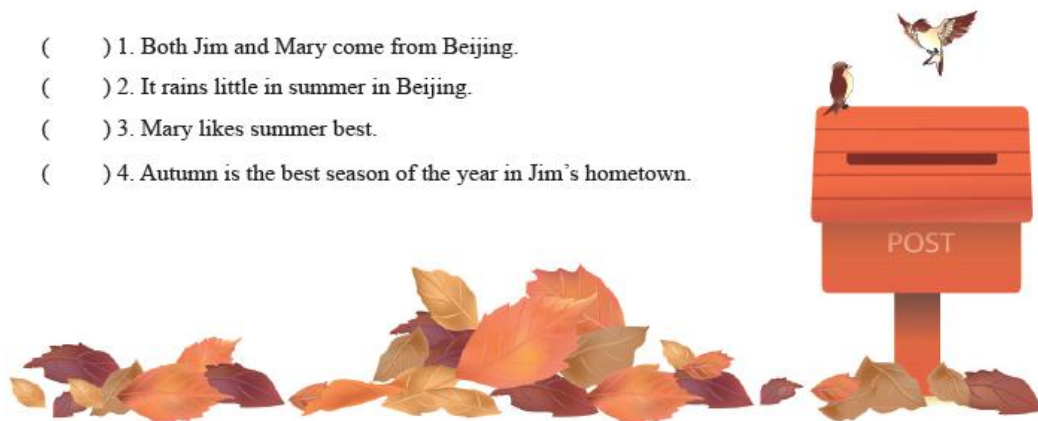 ( ) 1. Both Jim and Mary come from Beijing.
( ) 2. It rains little in summer in Beijing.
( ) 3. Mary likes summer best.
( ) 4. Autumn is the best season of the year in Jim's hometown.
POST